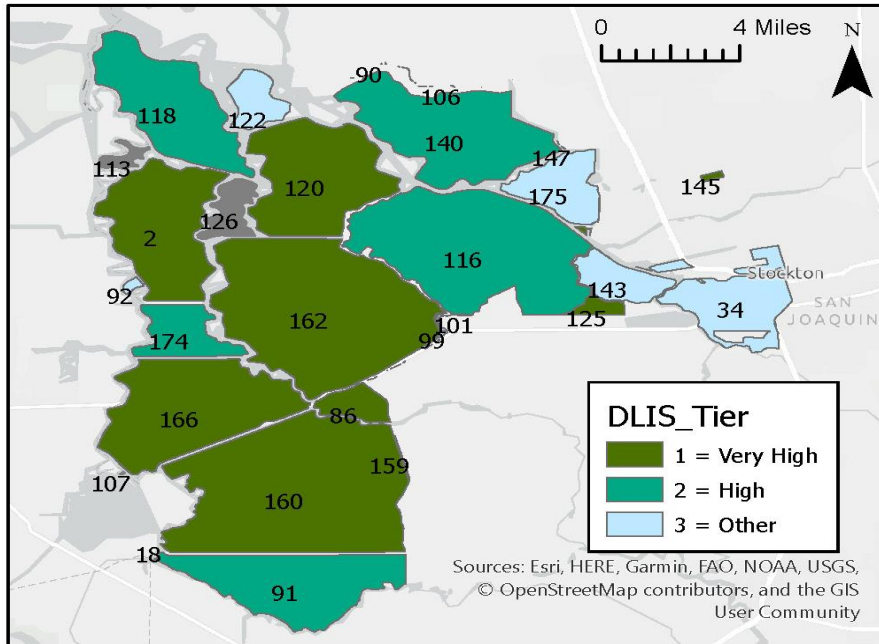 0 4 Miles
N
90
106
118
122
140
113
147
120
145
175
126
2
116
Stockton
143
92
34
SAN
JOAQUIN
162
101
125
99
174
86
166
159
107
160
18
91
DLIS_Tier
1 = Very High
2 = High
3 = Other
Sources: Esri, HERE, Garmin, FAO, NOAA, USGS,
© OpenStreetMap contributors, and the GIS
User Community